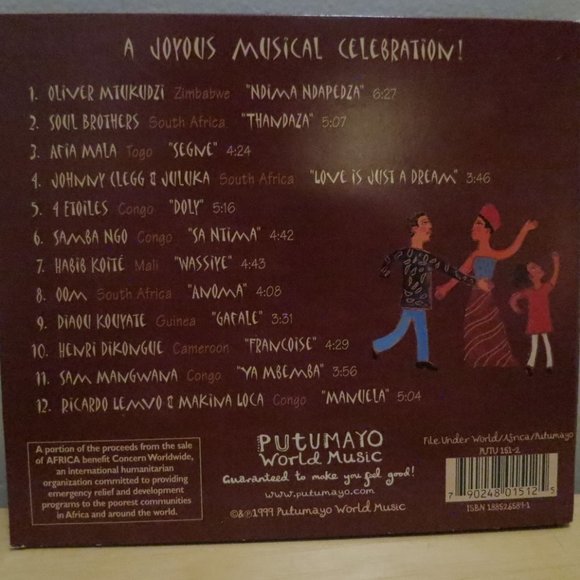 A JOYOUS MUSICAL CELEBRATION!
1. OLIVER MTUKUDZI Zimbabwe "NDIMA NDAPEDZA" 6:27
2. SOUL BROTHERS South Africa "THANDAZA" 5:07
3. AFIA MALA Togo "SEGNE" 4:24
4. JOHNNY CLEGG & JULUKA South Africa "LOVE IS JUST A DREAM" 3:46
5. 4 ETOILES Congo "DOLY" 5:16
6. SAMBA NGO Congo "SA NTIMA" 4:42
7. HABIB KOITÉ Mali "WASSIYE" 4:43
8. OOM South Africa "ANOMA" 4:08
9. DIAOU KOUYATE Guinea "GAFALE" 3:31
10. HENRI DIKONGUE Cameroon "FRANCOISE" 4:29
11. SAM MANGWANA Congo "YA MBEMBA" 3:56
12. RICARDO LEMVO & MAKINA LOCA Congo "MANUELA" 5:04
A portion of the proceeds from the sale
of AFRICA benefit Concern Worldwide,
an international humanitarian
organization committed to providing
emergency relief and development
programs to the poorest communities
in Africa and around the world.
PUTUMAYO
World Music
Guaranteed to make you feel good!
www.putumayo.com
©&℗1999 Putumayo World Music
File Under World/Africa/Putumayo
PUTU 151-2
7 90248 01512 5
ISBN 1885265891